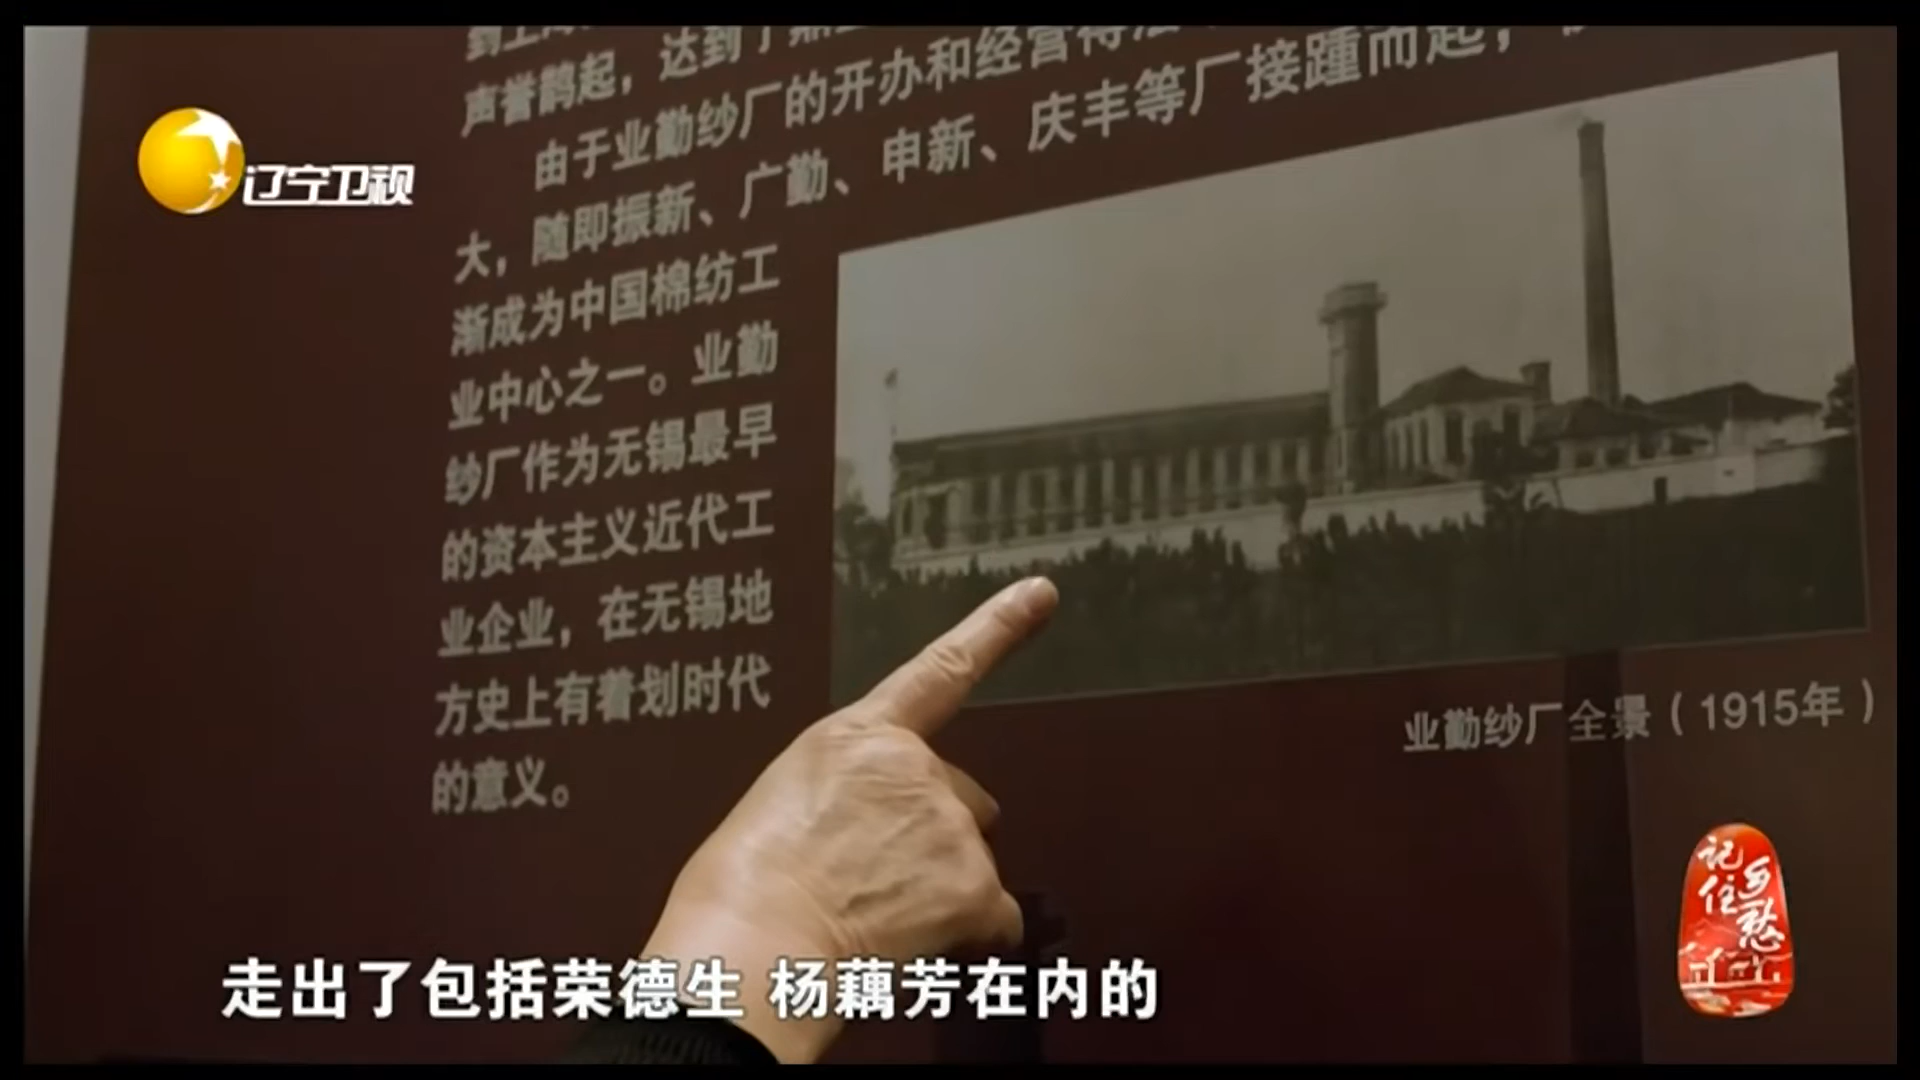 声誉鹊起，达到了
由于业勤纱厂的开办和经营得法
大，随即振新、广勤、申新、庆丰等厂接踵而起，
渐成为中国棉纺工
业中心之一。业勤
纱厂作为无锡最早
的资本主义近代工
业企业，在无锡地
方史上有着划时代
的意义。
业勤纱厂全景（1915年）
辽宁卫视
记住乡愁
走出了包括荣德生 杨藕芳在内的